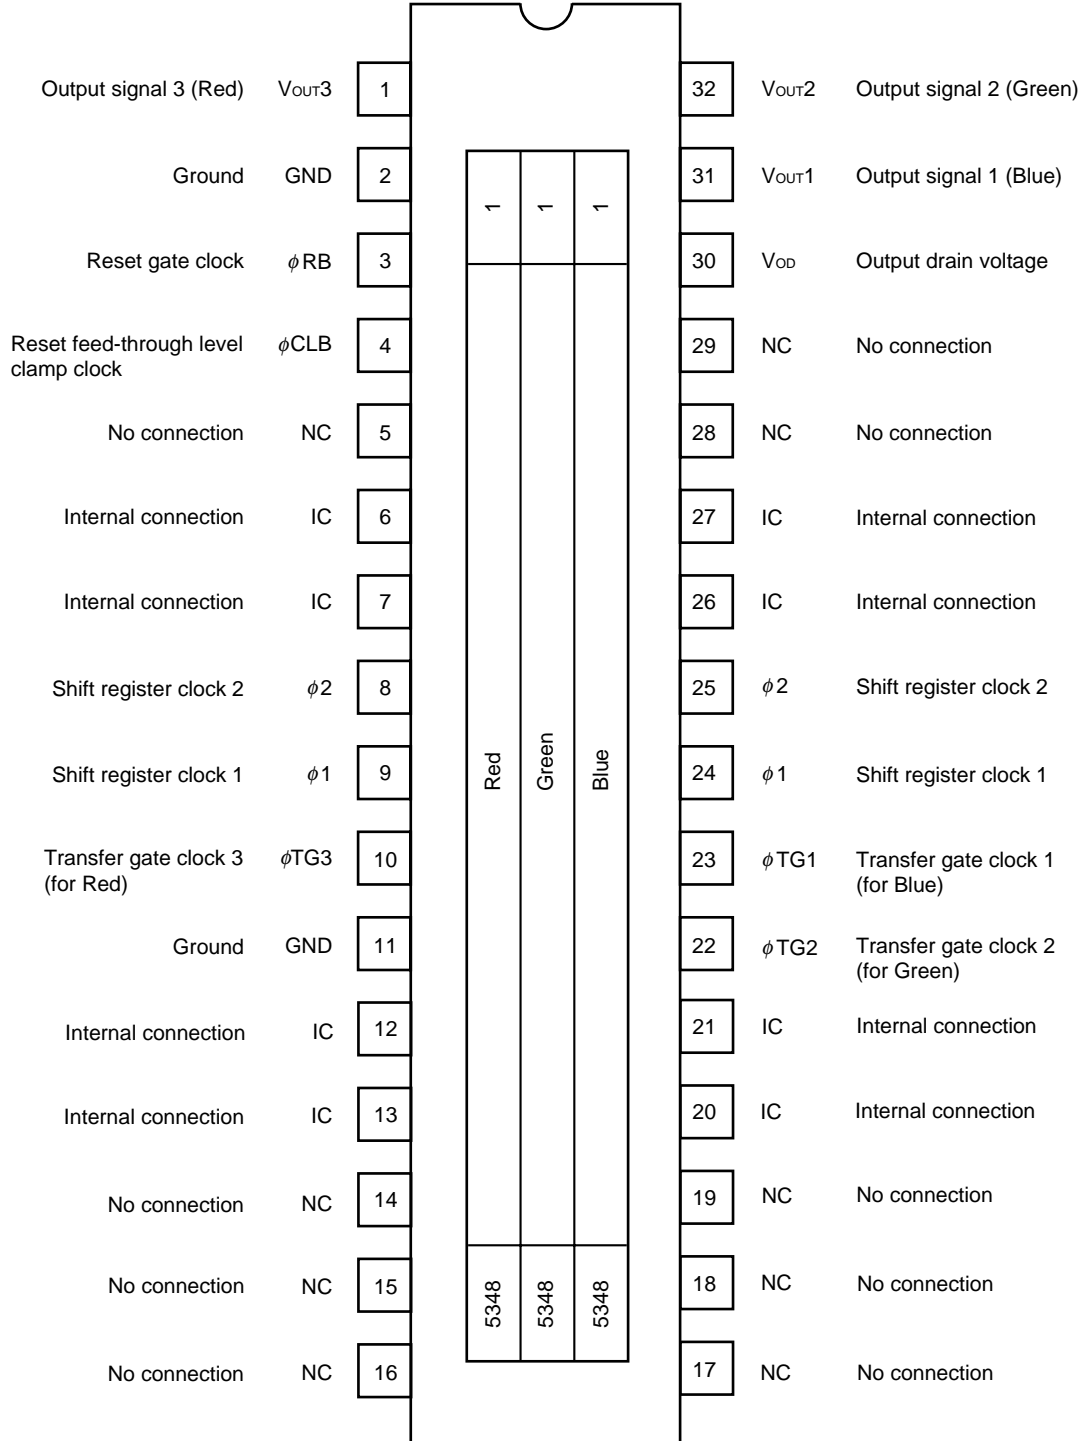 Output signal 3 (Red) VOUT3 1 32 VOUT2 Output signal 2 (Green)
Ground GND 2 31 VOUT1 Output signal 1 (Blue)
1 1 1
Reset gate clock ϕRB 3 30 VOD Output drain voltage
Reset feed-through level ϕCLB 4 29 NC No connection
clamp clock
No connection NC 5 28 NC No connection
Internal connection IC 6 27 IC Internal connection
Internal connection IC 7 26 IC Internal connection
Shift register clock 2 ϕ2 8 25 ϕ2 Shift register clock 2
Shift register clock 1 ϕ1 9 Red Green Blue 24 ϕ1 Shift register clock 1
Transfer gate clock 3 ϕTG3 10 23 ϕTG1 Transfer gate clock 1
(for Red) (for Blue)
Ground GND 11 22 ϕTG2 Transfer gate clock 2
(for Green)
Internal connection IC 12 21 IC Internal connection
Internal connection IC 13 20 IC Internal connection
No connection NC 14 19 NC No connection
No connection NC 15 5348 5348 5348 18 NC No connection
No connection NC 16 17 NC No connection